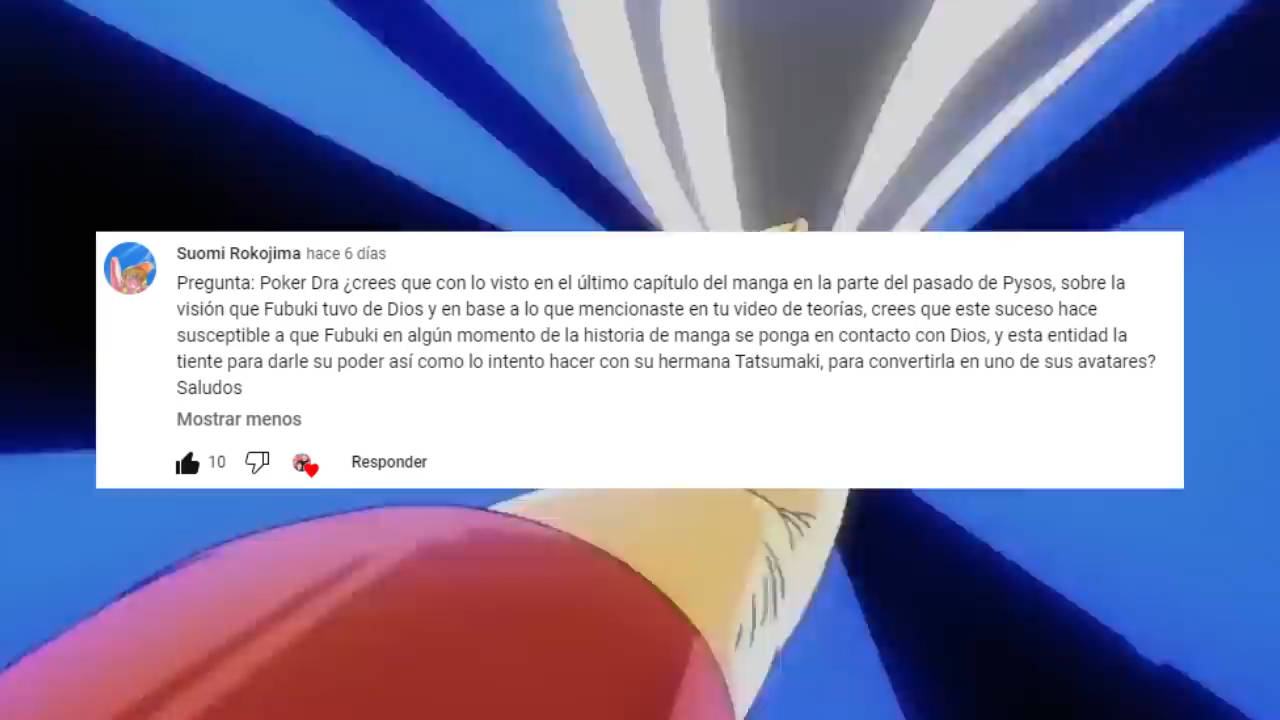 Suomi Rokojima hace 6 días
Pregunta: Poker Dra ¿crees que con lo visto en el último capítulo del manga en la parte del pasado de Pysos, sobre la
visión que Fubuki tuvo de Dios y en base a lo que mencionaste en tu video de teorías, crees que este suceso hace
susceptible a que Fubuki en algún momento de la historia de manga se ponga en contacto con Dios, y esta entidad la
tiente para darle su poder así como lo intento hacer con su hermana Tatsumaki, para convertirla en uno de sus avatares?
Saludos
Mostrar menos
10 Responder